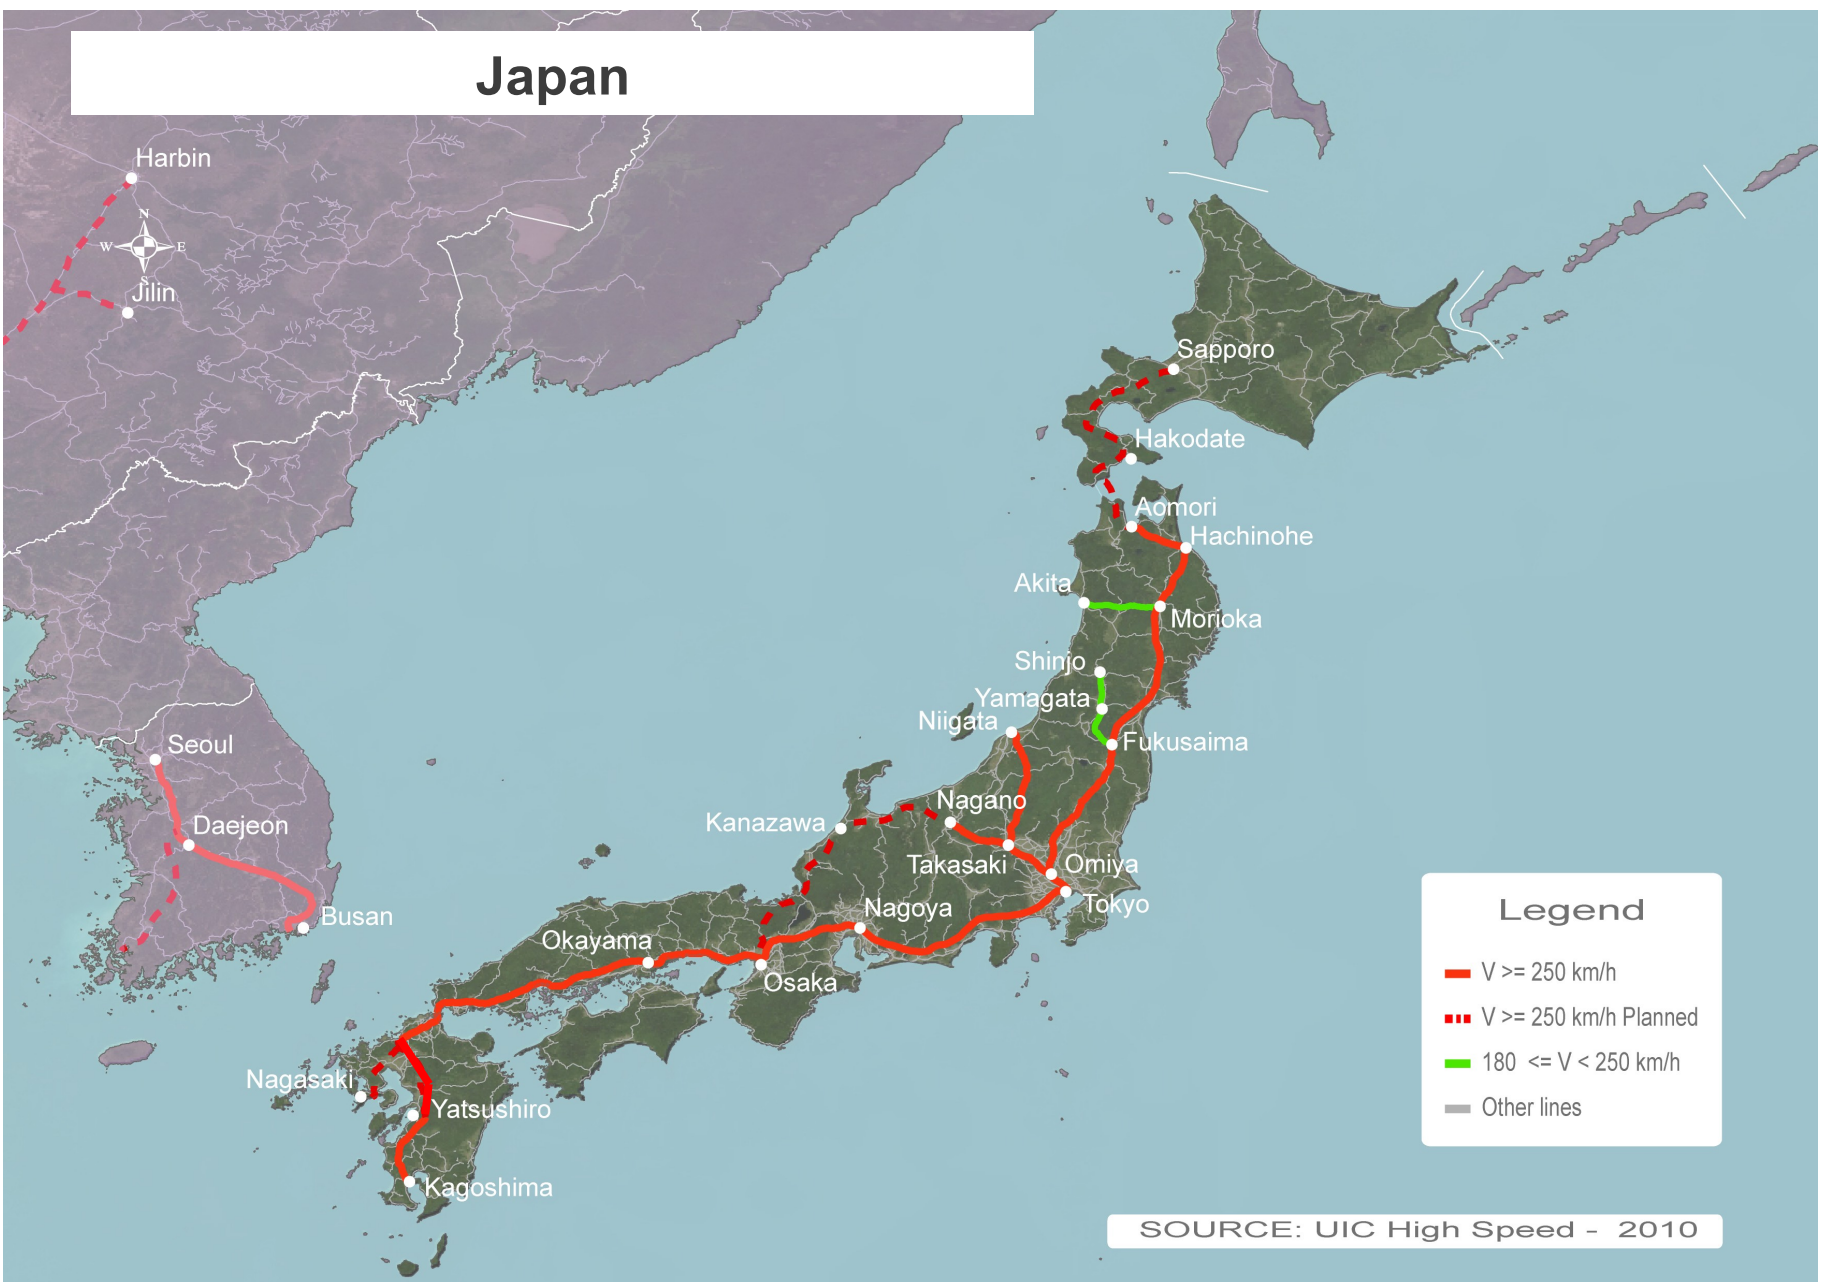 Japan
Harbin
N
W
E
S
Jilin
Sapporo
Hakodate
Aomori
Hachinohe
Akita
Morioka
Shinjo
Yamagata
Niigata
Fukusaima
Seoul
Daejeon
Busan
Nagano
Kanazawa
Takasaki
Omiya
Tokyo
Nagoya
Okayama
Osaka
Nagasaki
Yatsushiro
Kagoshima
Legend
V >= 250 km/h
V >= 250 km/h Planned
180 <= V < 250 km/h
Other lines
SOURCE: UIC High Speed - 2010